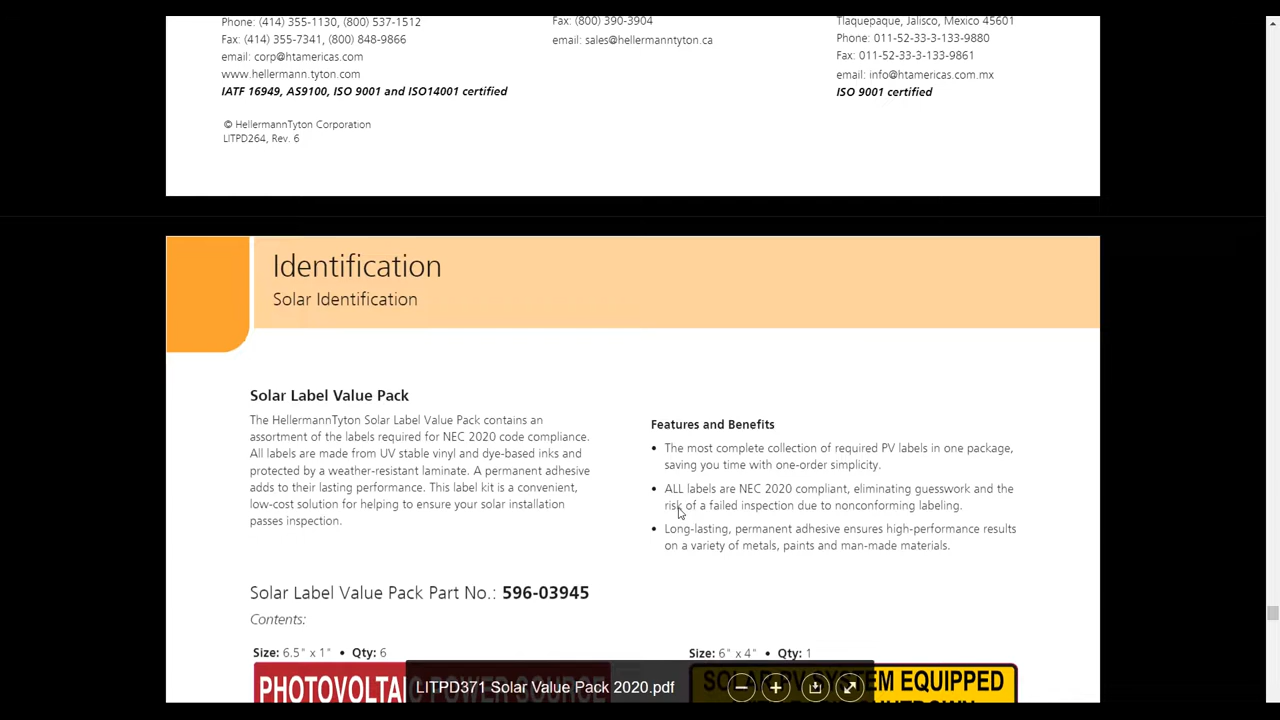 Phone: (414) 355-1130, (800) 537-1512
Fax: (414) 355-7341, (800) 848-9866
email: corp@htamericas.com
www.hellermann.tyton.com
IATF 16949, AS9100, ISO 9001 and ISO14001 certified
© HellermannTyton Corporation
LITPD264, Rev. 6
Fax: (800) 390-3904
email: sales@hellermanntyton.ca
Tlaquepaque, Jalisco, Mexico 45601
Phone: 011-52-33-3-133-9880
Fax: 011-52-33-3-133-9861
email: info@htamericas.com.mx
ISO 9001 certified
Identification
Solar Identification
Solar Label Value Pack
The HellermannTyton Solar Label Value Pack contains an
assortment of the labels required for NEC 2020 code compliance.
All labels are made from UV stable vinyl and dye-based inks and
protected by a weather-resistant laminate. A permanent adhesive
adds to their lasting performance. This label kit is a convenient,
low-cost solution for helping to ensure your solar installation
passes inspection.
Features and Benefits
• The most complete collection of required PV labels in one package,
saving you time with one-order simplicity.
• ALL labels are NEC 2020 compliant, eliminating guesswork and the
risk of a failed inspection due to nonconforming labeling.
• Long-lasting, permanent adhesive ensures high-performance results
on a variety of metals, paints and man-made materials.
Solar Label Value Pack Part No.: 596-03945
Contents:
Size: 6.5" x 1" • Qty: 6
PHOTOVOLTAIC POWER SOURCE
Size: 6" x 4" • Qty: 1
SOLAR PV SYSTEM EQUIPPED
LITPD371 Solar Value Pack 2020.pdf